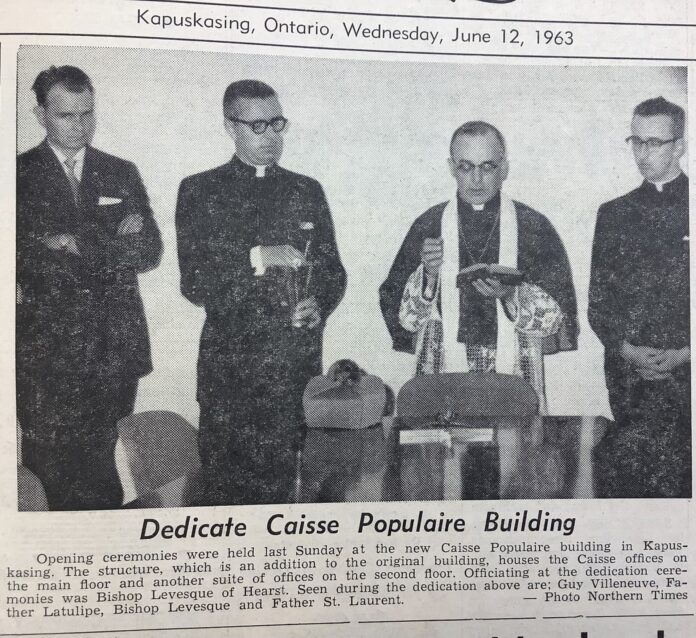 Kapuskasing, Ontario, Wednesday, June 12, 1963
Dedicate Caisse Populaire Building
Opening ceremonies were held last Sunday at the new Caisse Populaire building in Kapus-
kasing. The structure, which is an addition to the original building, houses the Caisse offices on
the main floor and another suite of offices on the second floor. Officiating at the dedication cere-
monies was Bishop Levesque of Hearst. Seen during the dedication above are; Guy Villeneuve, Fa-
ther Latulipe, Bishop Levesque and Father St. Laurent. — Photo Northern Times